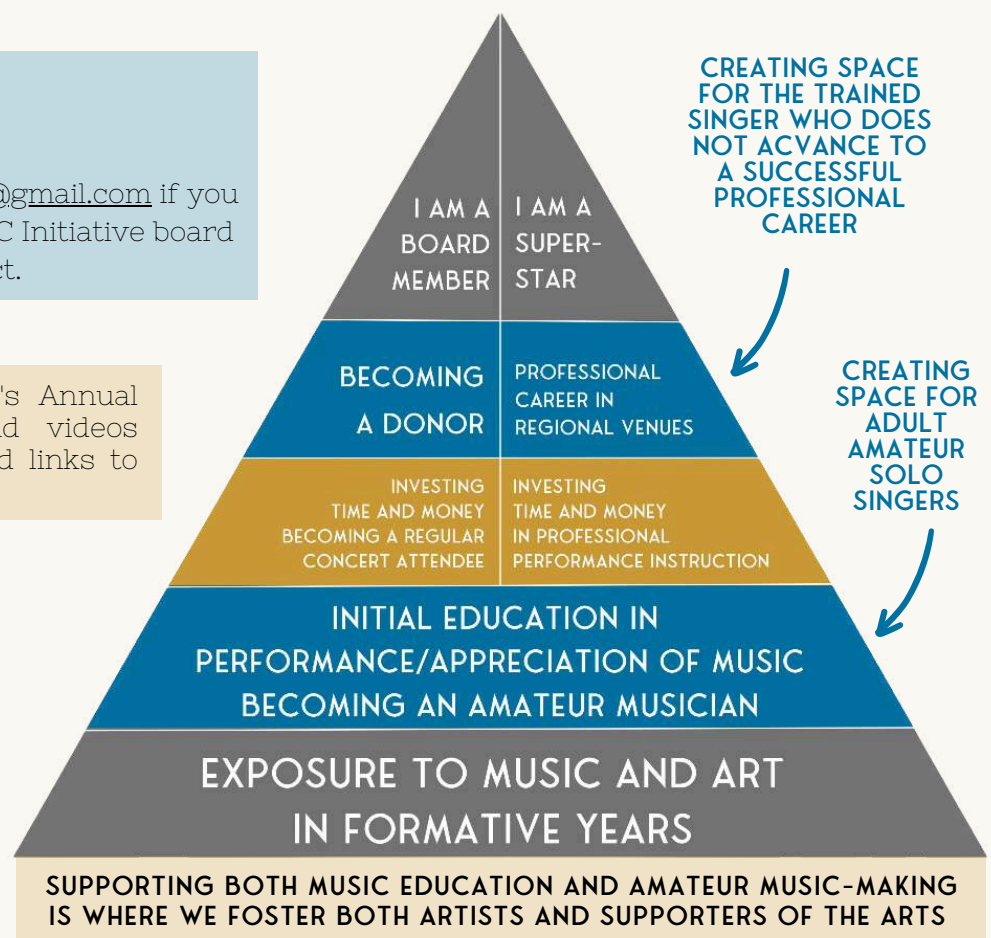 @gmail.com if you
C Initiative board
ct.
's Annual
nd videos
d links to
CREATING SPACE
FOR THE TRAINED
SINGER WHO DOES
NOT ACVANCE TO
A SUCCESSFUL
PROFESSIONAL
CAREER
CREATING
SPACE FOR
ADULT
AMATEUR
SOLO
SINGERS
I AM A
BOARD
MEMBER
I AM A
SUPER-
STAR
BECOMING
A DONOR
PROFESSIONAL
CAREER IN
REGIONAL VENUES
INVESTING
TIME AND MONEY
BECOMING A REGULAR
CONCERT ATTENDEE
INVESTING
TIME AND MONEY
IN PROFESSIONAL
PERFORMANCE INSTRUCTION
INITIAL EDUCATION IN
PERFORMANCE/APPRECIATION OF MUSIC
BECOMING AN AMATEUR MUSICIAN
EXPOSURE TO MUSIC AND ART
IN FORMATIVE YEARS
SUPPORTING BOTH MUSIC EDUCATION AND AMATEUR MUSIC-MAKING
IS WHERE WE FOSTER BOTH ARTISTS AND SUPPORTERS OF THE ARTS